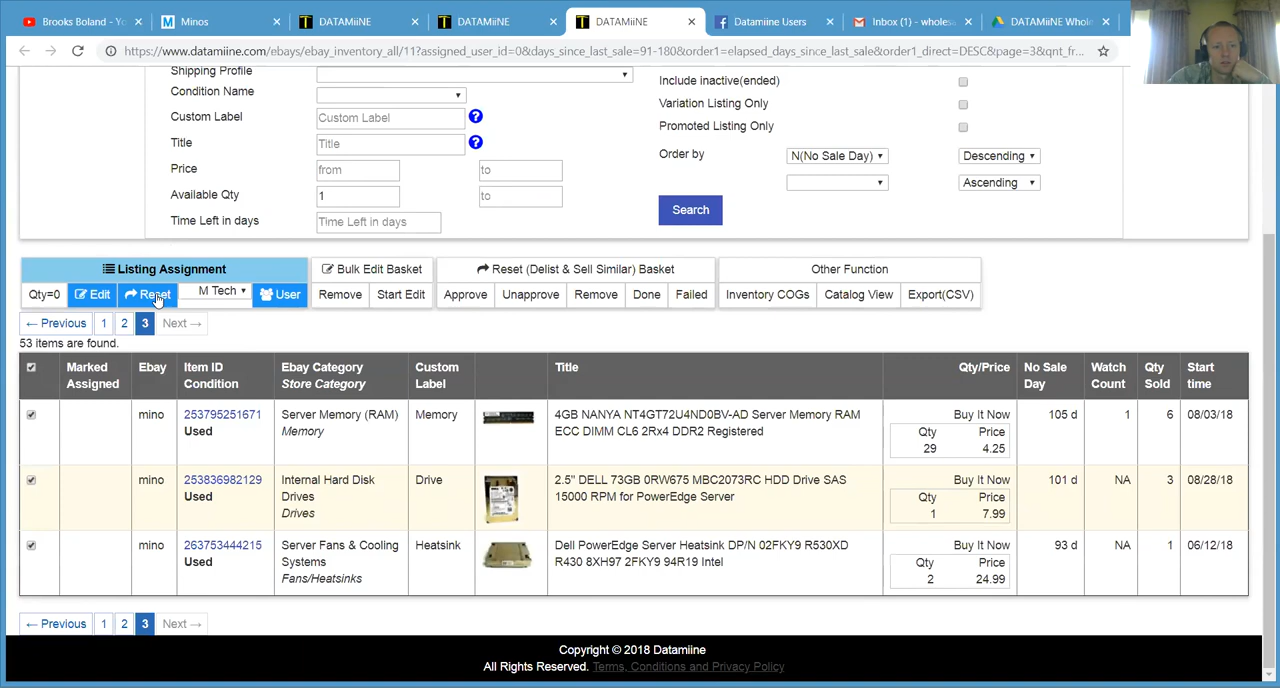 Brooks Boland - Yo
Minos
DATAMiiNE
DATAMiiNE
DATAMiiNE
Datamiine Users
Inbox (1) - whole
DATAMiiNE Whol
https://www.datamiine.com/ebays/ebay_inventory_all/11?assigned_user_id=0&days_since_last_sale=91-180&order1=elapsed_days_since_last_sale&order1_direct=DESC&page=3&qnt_fr...
Shipping Profile
Condition Name
Custom Label Custom Label
Title Title
Price from to
Available Qty 1 to
Time Left in days Time Left in days
Include inactive(ended)
Variation Listing Only
Promoted Listing Only
Order by N(No Sale Day) Descending
Ascending
Search
Listing Assignment Bulk Edit Basket Reset (Delist & Sell Similar) Basket Other Function
Qty=0 Edit Reset M Tech User Remove Start Edit Approve Unapprove Remove Done Failed Inventory COGs Catalog View Export(CSV)
← Previous 1 2 3 Next →
53 items are found.
Marked Assigned Ebay Item ID Condition Ebay Category Store Category Custom Label Title Qty/Price No Sale Day Watch Count Qty Sold Start time
mino 253795251671 Server Memory (RAM) Memory 4GB NANYA NT4GT72U4ND0BV-AD Server Memory RAM Buy It Now 105 d 1 6 08/03/18
Used Memory ECC DIMM CL6 2Rx4 DDR2 Registered Qty Price
29 4.25
mino 253836982129 Internal Hard Disk Drive 2.5" DELL 73GB 0RW675 MBC2073RC HDD Drive SAS Buy It Now 101 d NA 3 08/28/18
Used Drives 15000 RPM for PowerEdge Server Qty Price
Drives 1 7.99
mino 263753444215 Server Fans & Cooling Heatsink Dell PowerEdge Server Heatsink DP/N 02FKY9 R530XD Buy It Now 93 d NA 1 06/12/18
Used Systems R430 8XH97 2FKY9 94R19 Intel Qty Price
Fans/Heatsinks 2 24.99
← Previous 1 2 3 Next →
Copyright © 2018 Datamiine
All Rights Reserved. Terms, Conditions and Privacy Policy